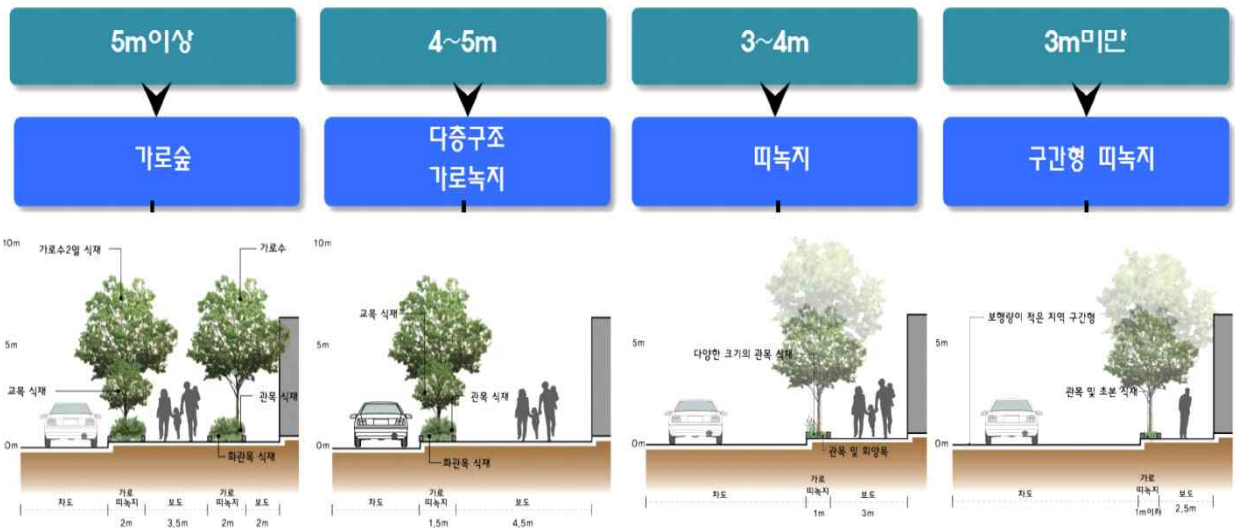 5m이상
4~5m
3~4m
3m미만
가로숲
다층구조
가로녹지
띠녹지
구간형 띠녹지
10m
가로수2열 식재
가로수
5m
교목 식재
관목 식재
0m
화관목 식재
차도
가로
띠녹지
보도
가로
띠녹지
보도
2m
3.5m
2m
2m
10m
교목 식재
5m
관목 식재
0m
화관목 식재
차도
가로
띠녹지
보도
1.5m
4.5m
10m
5m
다양한 크기의 관목 식재
0m
관목 및 회양목
차도
가로
띠녹지
보도
1m
3m
10m
보행량이 적은 지역 구간형
5m
관목 및 초본 식재
0m
차도
가로
띠녹지
보도
1m이하
2.5m